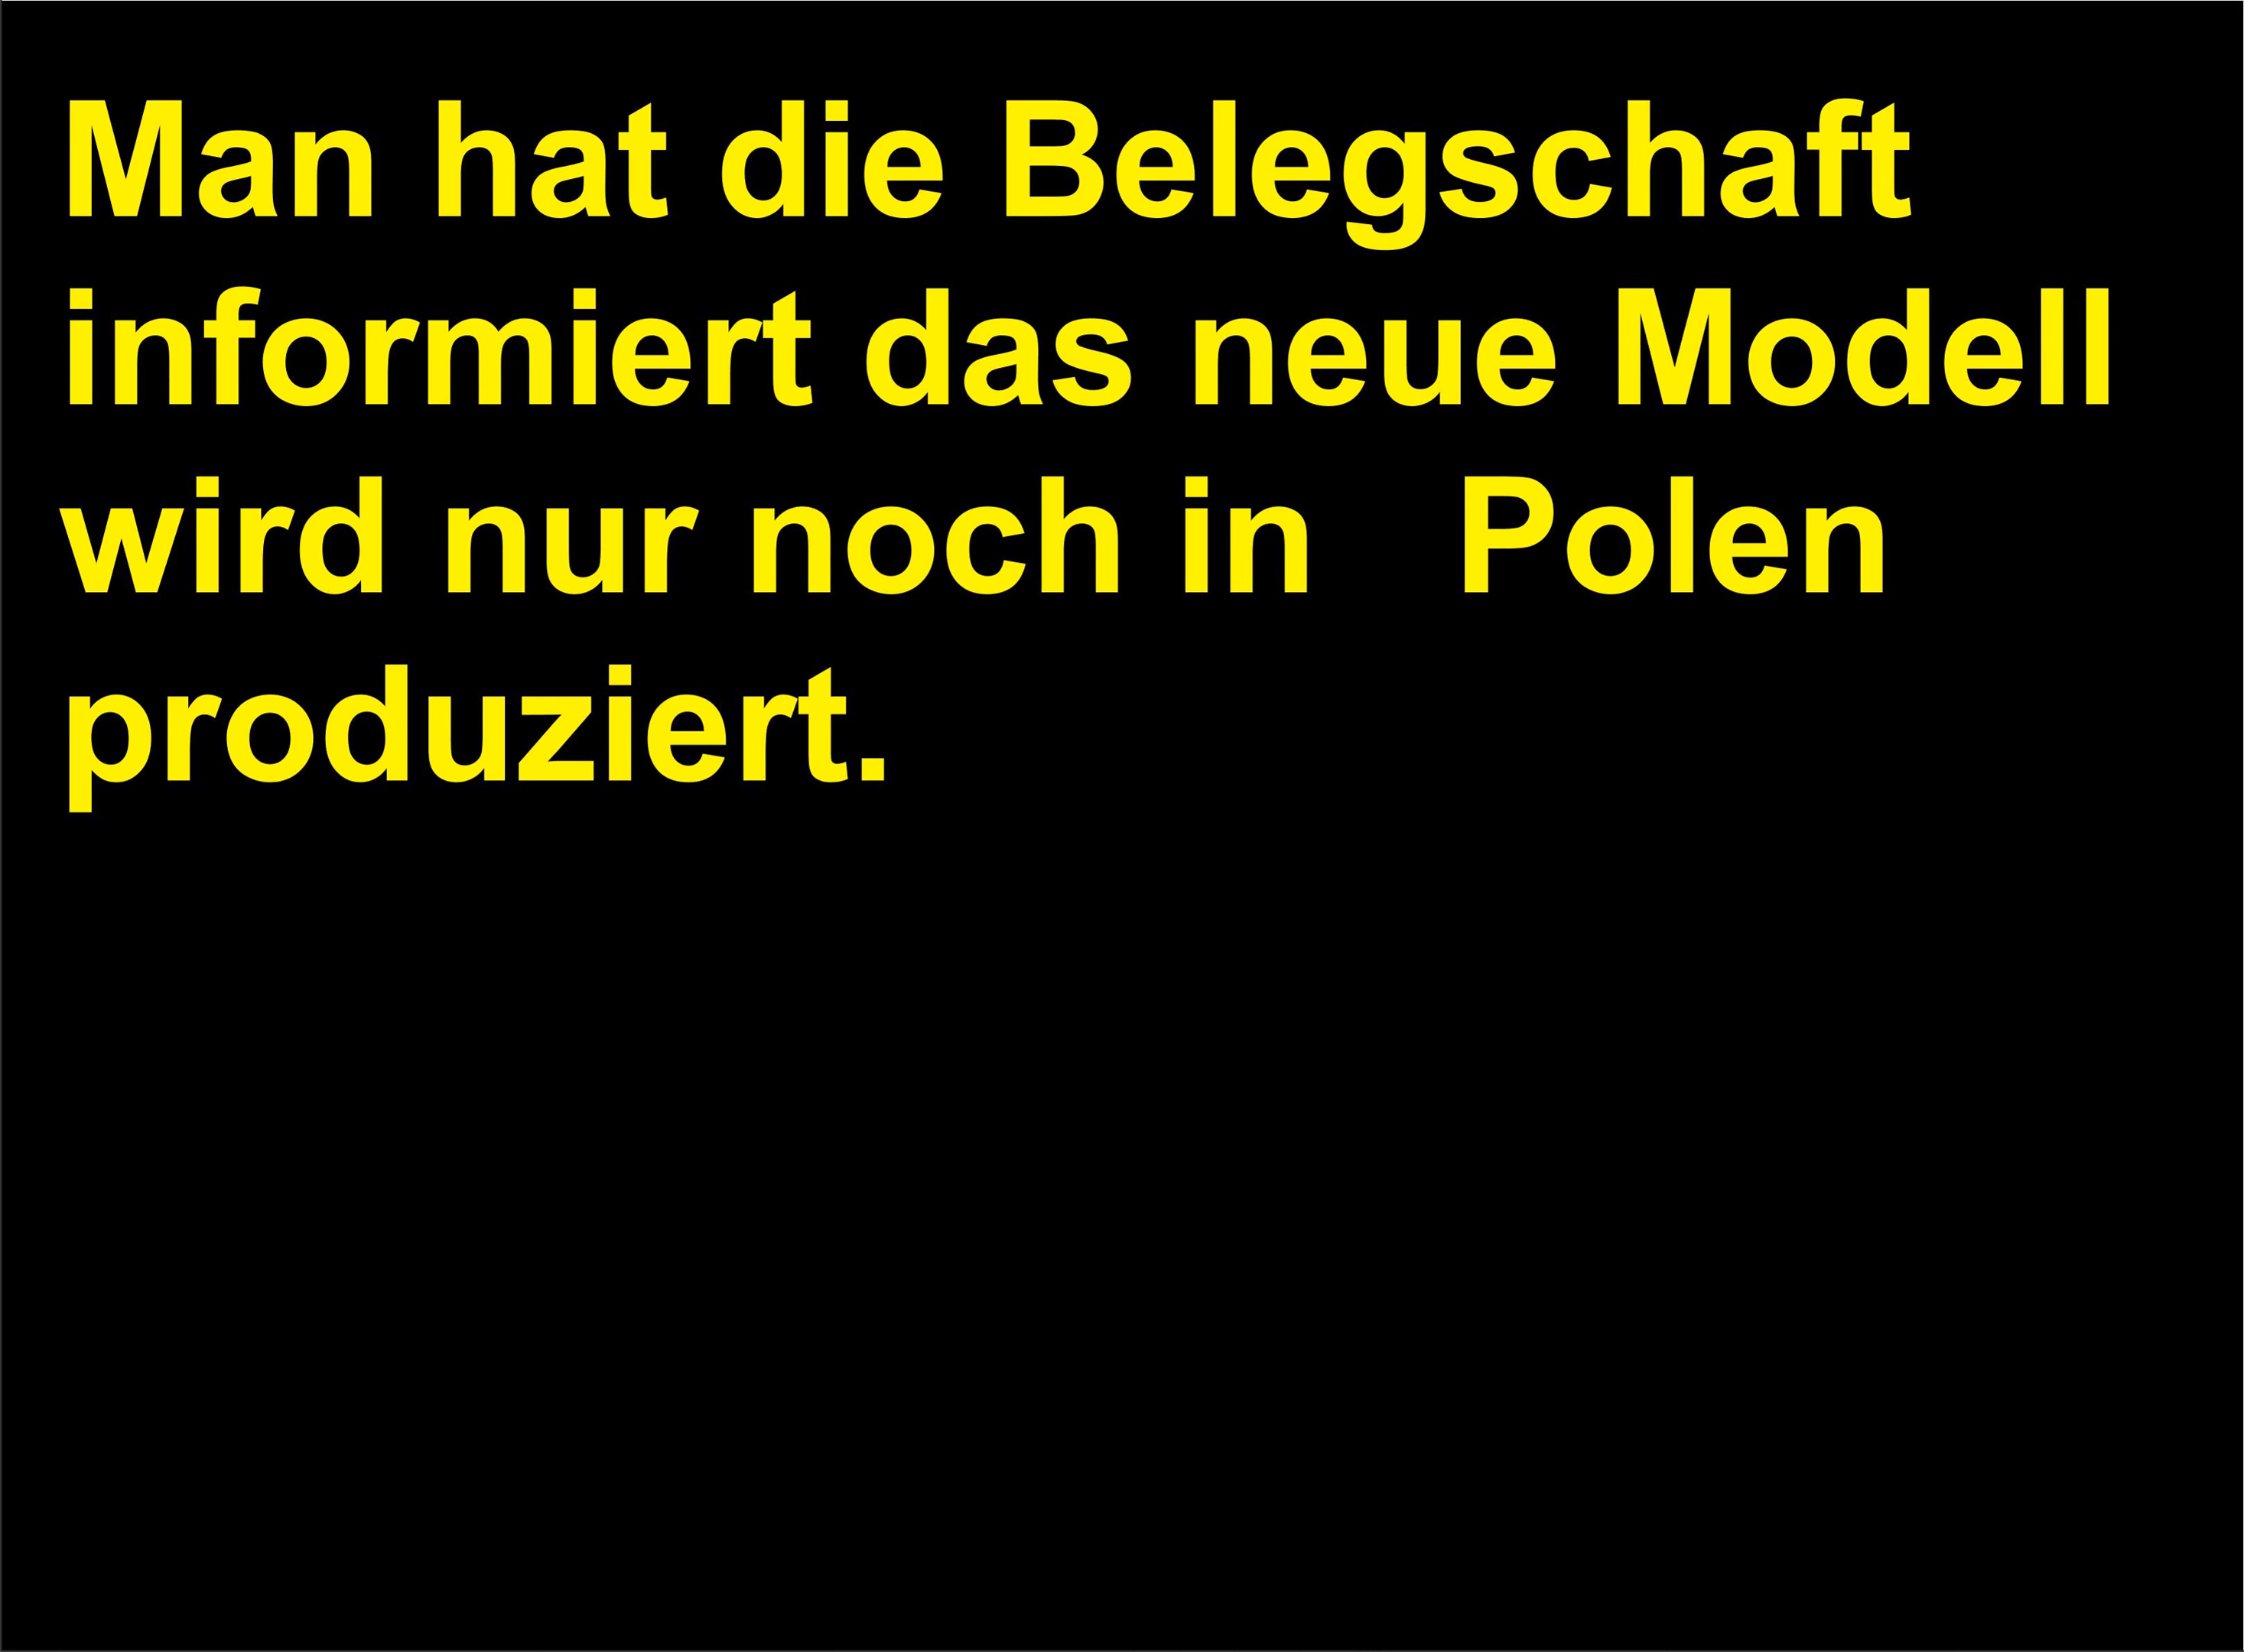 Man hat die Belegschaft
informiert das neue Modell
wird nur noch in   Polen
produziert.